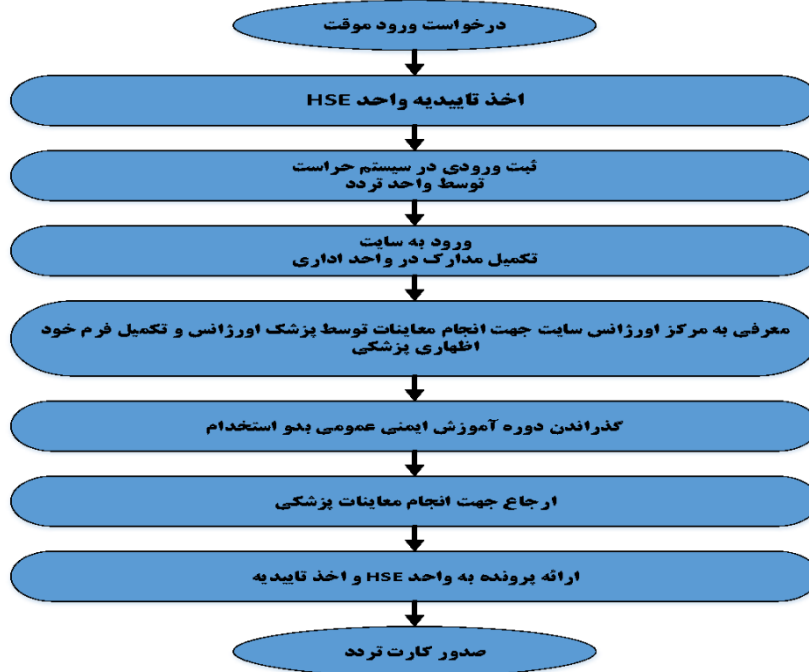 درخواست ورود موقت
اخذ تاییدیه واحد HSE
ثبت ورودی در سیستم حراست
توسط واحد تردد
ورود به سایت
تکمیل مدارک در واحد اداری
معرفی به مرکز اورژانس سایت جهت انجام معاینات توسط پزشک اورژانس و تکمیل فرم خود
اظهاری پزشکی
گذراندن دوره آموزش ایمنی عمومی بدو استخدام
ارجاع جهت انجام معاینات پزشکی
ارائه پرونده به واحد HSE و اخذ تاییدیه
صدور کارت تردد